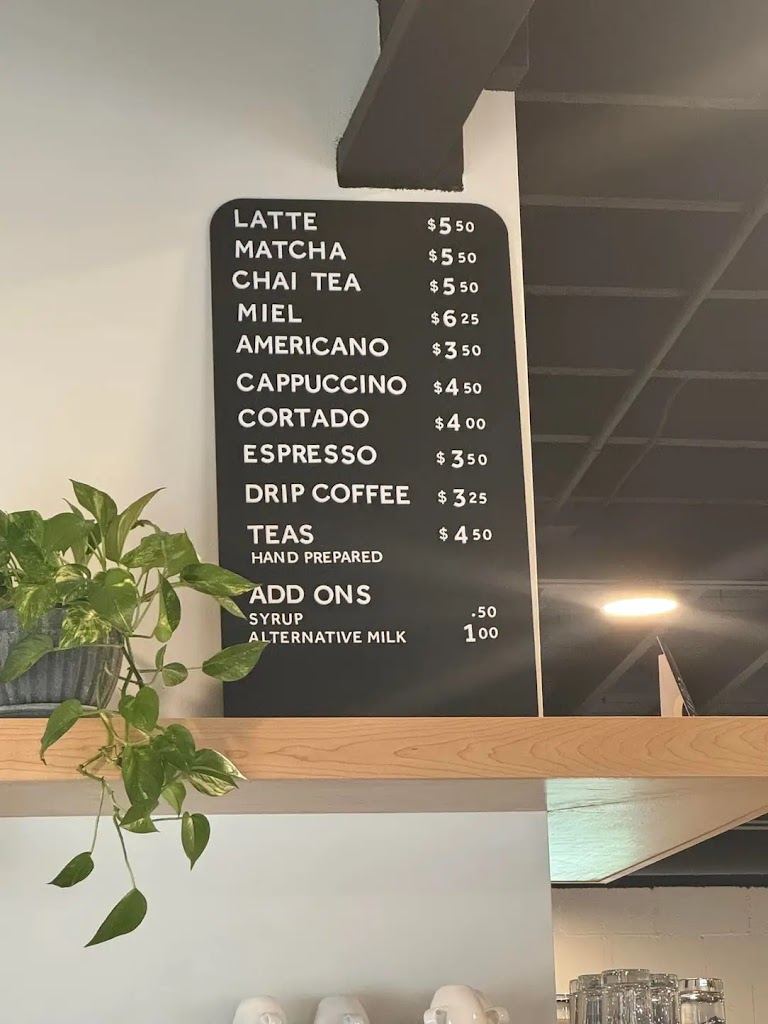 LATTE $5 50
MATCHA $5 50
CHAI TEA $5 50
MIEL $6 25
AMERICANO $3 50
CAPPUCCINO $4 50
CORTADO $4 00
ESPRESSO $3 50
DRIP COFFEE $3 25
TEAS $4 50
HAND PREPARED
ADD ONS
SYRUP .50
ALTERNATIVE MILK 1 00